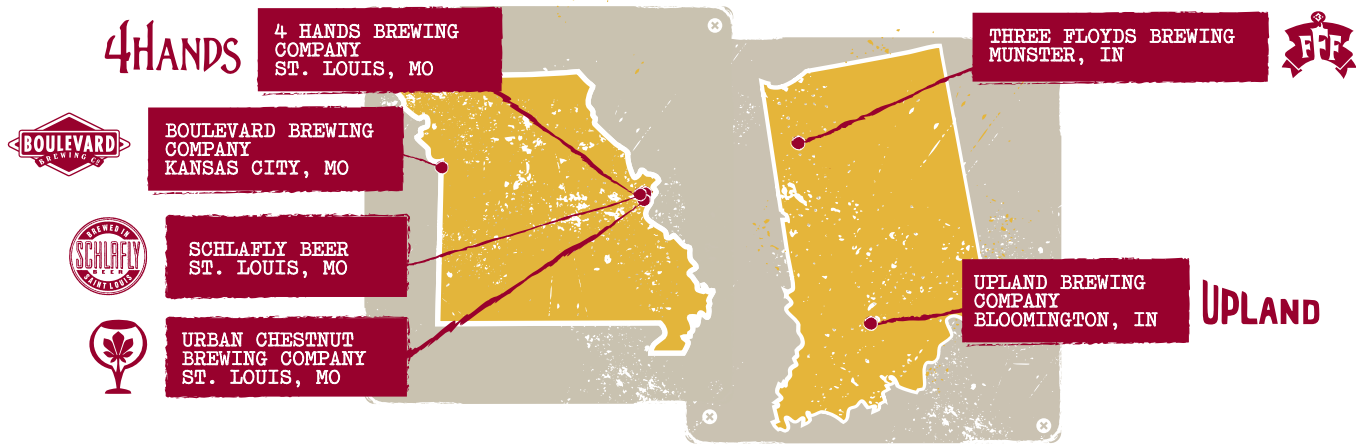 4HANDS
4 HANDS BREWING
COMPANY
ST. LOUIS, MO
BOULEVARD
BREWING CO
BOULEVARD BREWING
COMPANY
KANSAS CITY, MO
BREWED IN
SCHLAFLY
BEER
SAINT LOUIS
SCHLAFLY BEER
ST. LOUIS, MO
URBAN CHESTNUT
BREWING COMPANY
ST. LOUIS, MO
THREE FLOYDS BREWING
MUNSTER, IN
FFF
UPLAND BREWING
COMPANY
BLOOMINGTON, IN
UPLAND